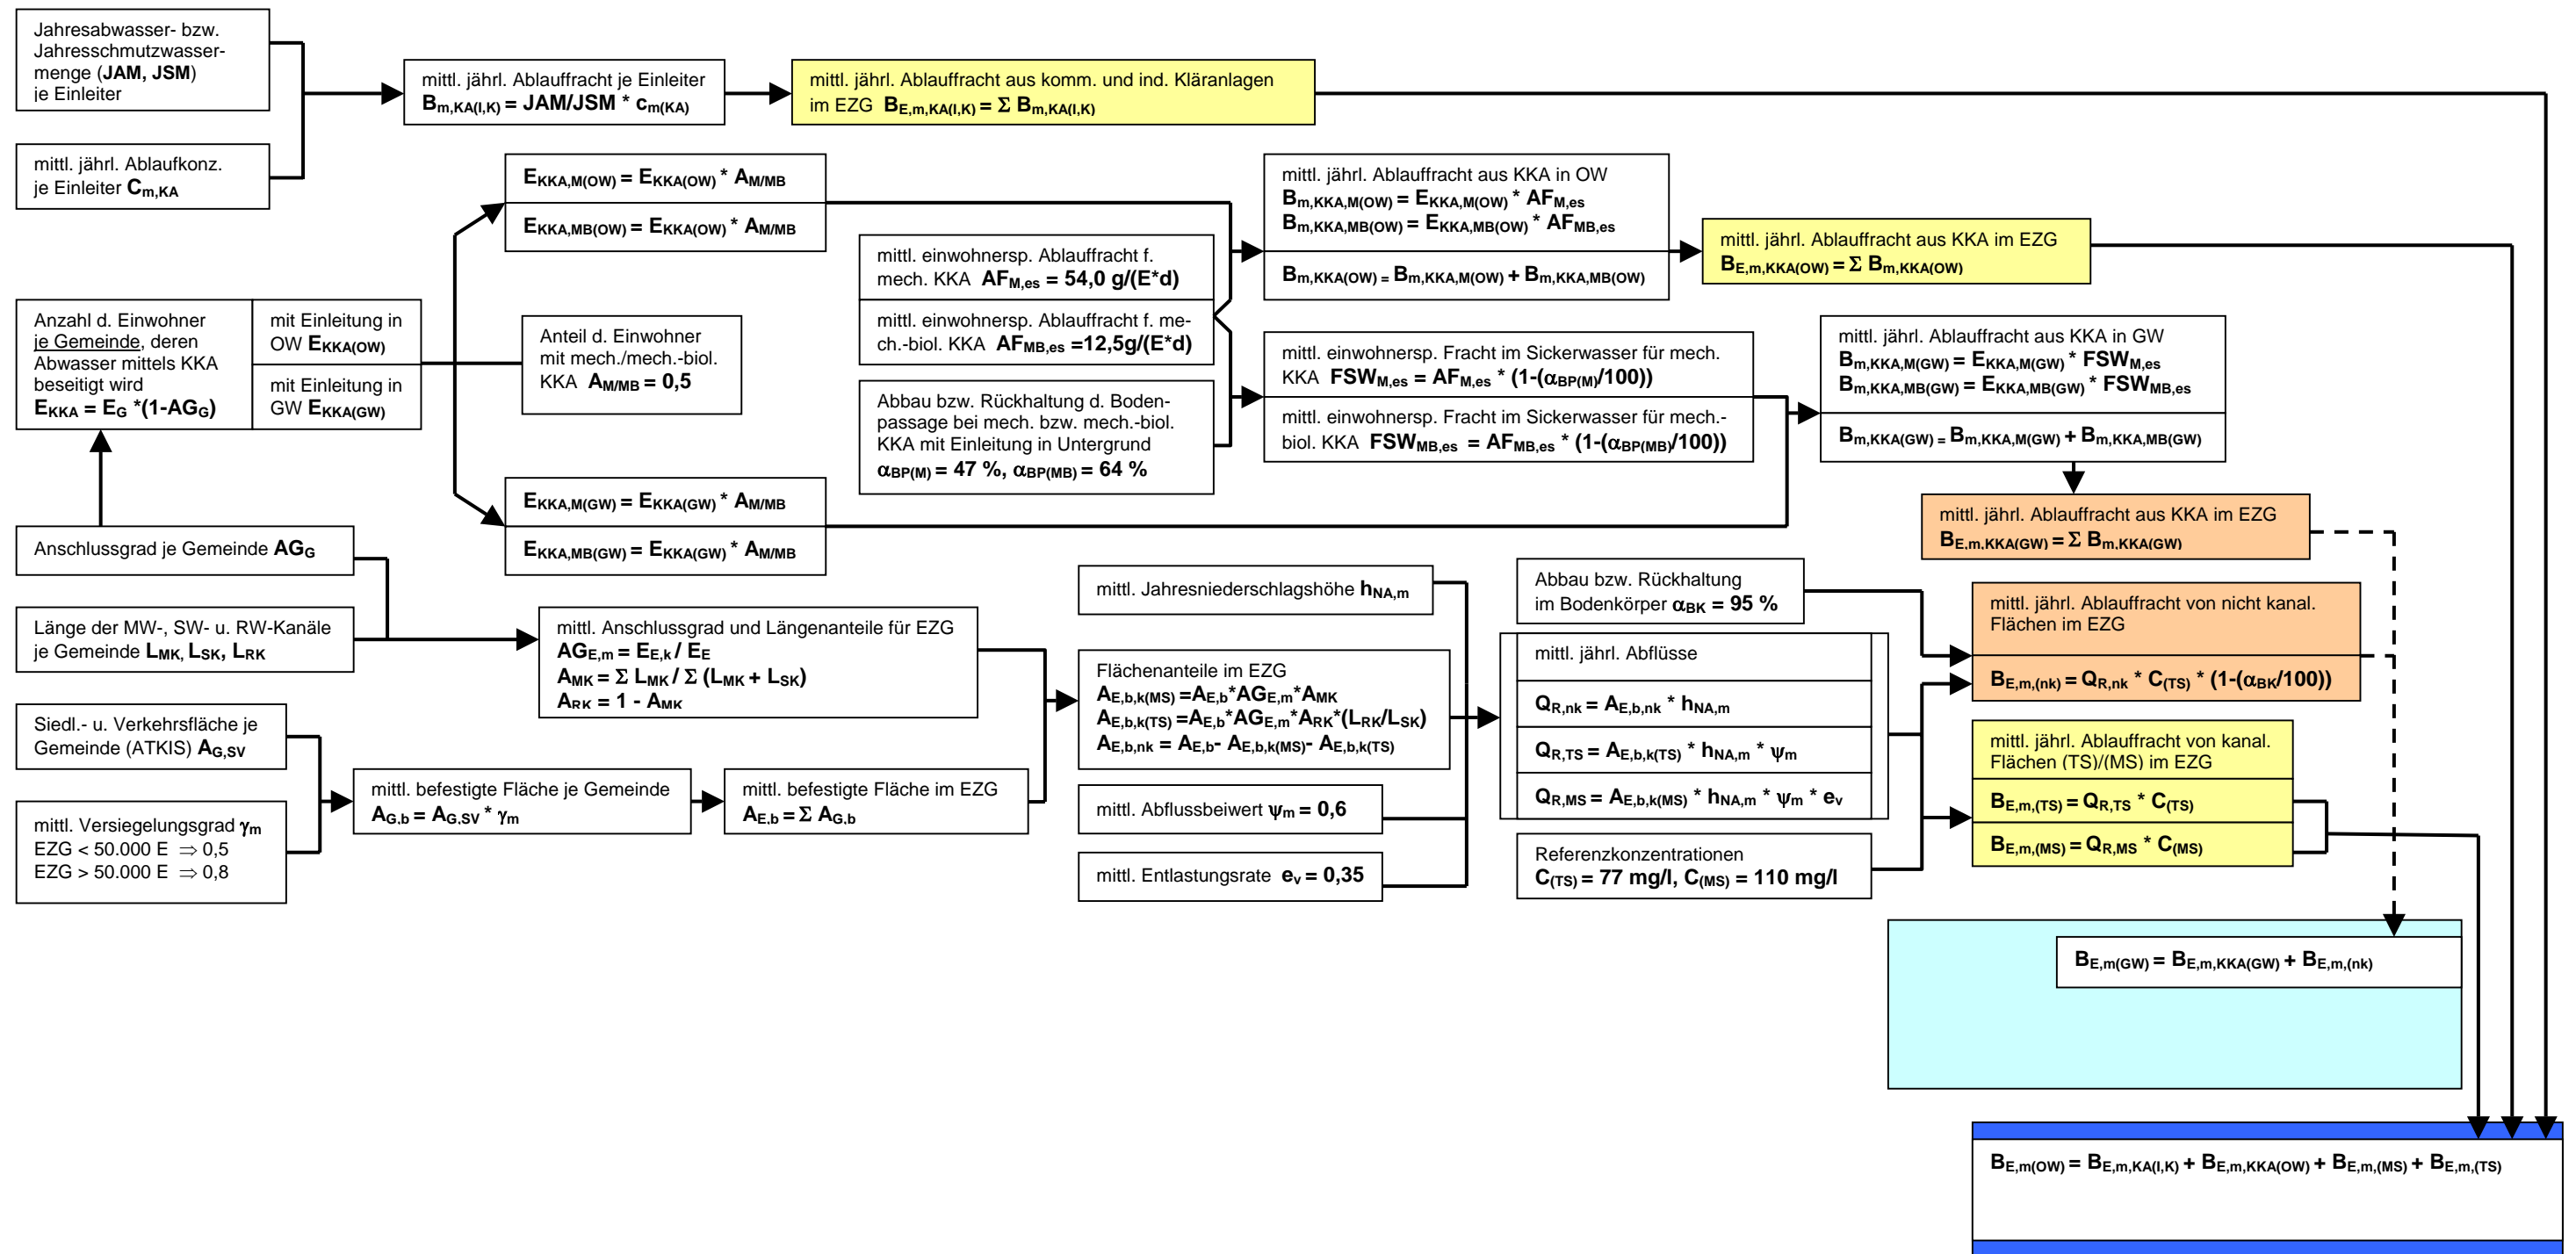 Jahresabwasser- bzw.
Jahresschmutzwasser-
menge (JAM, JSM)
je Einleiter
mittl. jährl. Ablaufkonz.
je Einleiter Cm,KA
mittl. jährl. Ablauffracht je Einleiter
Bm,KA(I,K) = JAM/JSM * cm(KA)
mittl. jährl. Ablauffracht aus komm. und ind. Kläranlagen
im EZG BE,m,KA(I,K) = Σ Bm,KA(I,K)
EKKA,M(OW) = EKKA(OW) * AM/MB
EKKA,MB(OW) = EKKA(OW) * AM/MB
mittl. einwohnersp. Ablauffracht f.
mech. KKA AFM,es = 54,0 g/(E*d)
mittl. einwohnersp. Ablauffracht f. me-
ch.-biol. KKA AFMB,es =12,5g/(E*d)
Abbau bzw. Rückhaltung d. Boden-
passage bei mech. bzw. mech.-biol.
KKA mit Einleitung in Untergrund
αBP(M) = 47 %, αBP(MB) = 64 %
mittl. jährl. Ablauffracht aus KKA in OW
Bm,KKA,M(OW) = EKKA,M(OW) * AFM,es
Bm,KKA,MB(OW) = EKKA,MB(OW) * AFMB,es
Bm,KKA(OW) = Bm,KKA,M(OW) + Bm,KKA,MB(OW)
mittl. jährl. Ablauffracht aus KKA im EZG
BE,m,KKA(OW) = Σ Bm,KKA(OW)
Anzahl d. Einwohner
je Gemeinde, deren
Abwasser mittels KKA
beseitigt wird
EKKA = EG *(1-AGG)
mit Einleitung in
OW EKKA(OW)
mit Einleitung in
GW EKKA(GW)
Anteil d. Einwohner
mit mech./mech.-biol.
KKA AM/MB = 0,5
mittl. einwohnersp. Fracht im Sickerwasser für mech.
KKA FSWM,es = AFM,es * (1-(αBP(M)/100))
mittl. einwohnersp. Fracht im Sickerwasser für mech.-
biol. KKA FSWMB,es = AFMB,es * (1-(αBP(MB)/100))
mittl. jährl. Ablauffracht aus KKA in GW
Bm,KKA,M(GW) = EKKA,M(GW) * FSWM,es
Bm,KKA,MB(GW) = EKKA,MB(GW) * FSWMB,es
Bm,KKA(GW) = Bm,KKA,M(GW) + Bm,KKA,MB(GW)
EKKA,M(GW) = EKKA(GW) * AM/MB
EKKA,MB(GW) = EKKA(GW) * AM/MB
mittl. jährl. Ablauffracht aus KKA im EZG
BE,m,KKA(GW) = Σ Bm,KKA(GW)
Anschlussgrad je Gemeinde AGG
Länge der MW-, SW- u. RW-Kanäle
je Gemeinde LMK, LSK, LRK
mittl. Anschlussgrad und Längenanteile für EZG
AGE,m = EE,k / EE
AMK = Σ LMK / Σ (LMK + LSK)
ARK = 1 - AMK
Siedl.- u. Verkehrsfläche je
Gemeinde (ATKIS) AG,SV
mittl. Versiegelungsgrad γm
EZG < 50.000 E ⇒ 0,5
EZG > 50.000 E ⇒ 0,8
mittl. befestigte Fläche je Gemeinde
AG,b = AG,SV * γm
mittl. befestigte Fläche im EZG
AE,b = Σ AG,b
mittl. Jahresniederschlagshöhe hNA,m
Flächenanteile im EZG
AE,b,k(MS) =AE,b*AGE,m*AMK
AE,b,k(TS) =AE,b*AGE,m*ARK*(LRK/LSK)
AE,b,nk = AE,b- AE,b,k(MS)- AE,b,k(TS)
mittl. Abflussbeiwert ψm = 0,6
mittl. Entlastungsrate ev = 0,35
Abbau bzw. Rückhaltung
im Bodenkörper αBK = 95 %
mittl. jährl. Abflüsse
QR,nk = AE,b,nk * hNA,m
QR,TS = AE,b,k(TS) * hNA,m * ψm
QR,MS = AE,b,k(MS) * hNA,m * ψm * ev
Referenzkonzentrationen
C(TS) = 77 mg/l, C(MS) = 110 mg/l
mittl. jährl. Ablauffracht von nicht kanal.
Flächen im EZG
BE,m,(nk) = QR,nk * C(TS) * (1-(αBK/100))
mittl. jährl. Ablauffracht von kanal.
Flächen (TS)/(MS) im EZG
BE,m,(TS) = QR,TS * C(TS)
BE,m,(MS) = QR,MS * C(MS)
BE,m(GW) = BE,m,KKA(GW) + BE,m,(nk)
BE,m(OW) = BE,m,KA(I,K) + BE,m,KKA(OW) + BE,m,(MS) + BE,m,(TS)